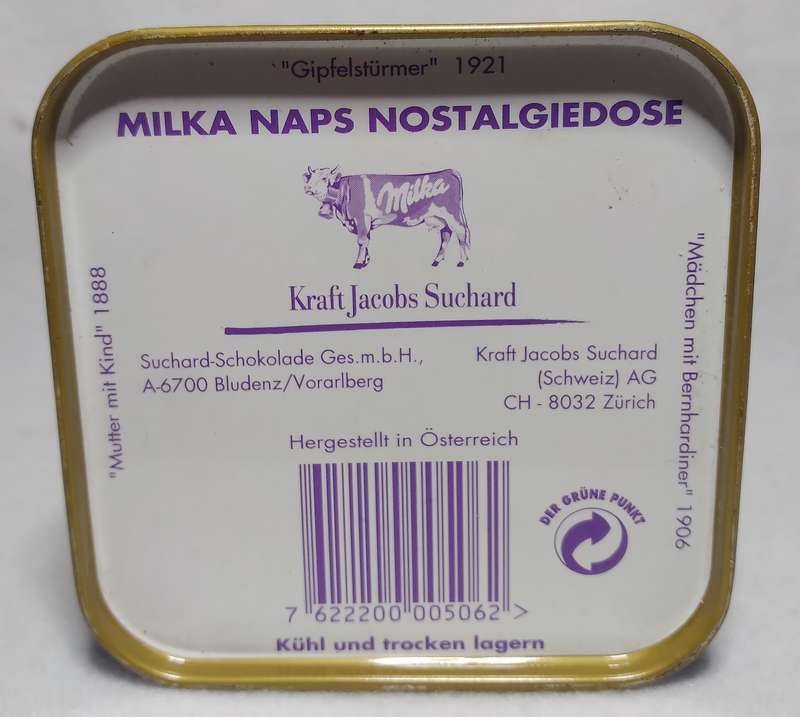 "Gipfelstürmer" 1921
MILKA NAPS NOSTALGIEDOSE
Milka
Kraft Jacobs Suchard
"Mutter mit Kind" 1888
Suchard-Schokolade Ges.m.b.H.,
A-6700 Bludenz/Vorarlberg
Kraft Jacobs Suchard
(Schweiz) AG
CH - 8032 Zürich
"Mädchen mit Bernhardiner" 1906
Hergestellt in Österreich
DER GRÜNE PUNKT
7 622200 005062 >
Kühl und trocken lagern